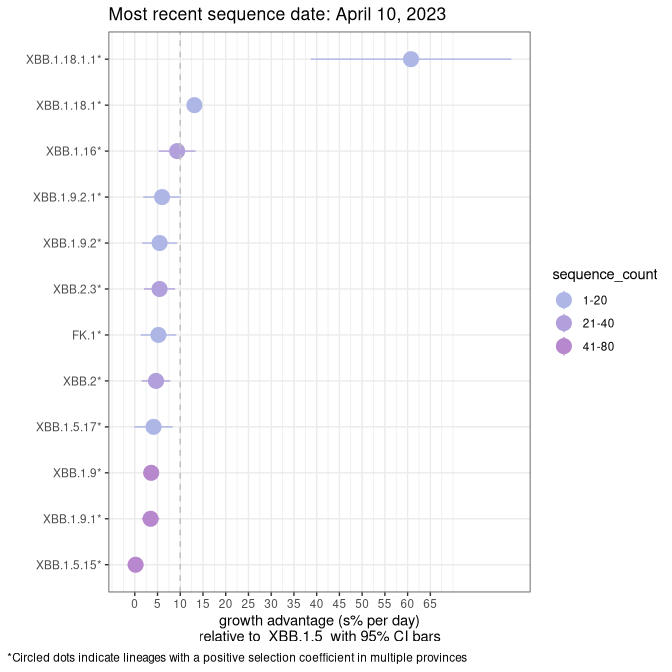 Most recent sequence date: April 10, 2023
XBB.1.18.1.1*
XBB.1.18.1*
XBB.1.16*
XBB.1.9.2.1*
XBB.1.9.2*
XBB.2.3*
FK.1*
XBB.2*
XBB.1.5.17*
XBB.1.9*
XBB.1.9.1*
XBB.1.5.15*
0 5 10 15 20 25 30 35 40 45 50 55 60 65
growth advantage (s% per day)
relative to XBB.1.5 with 95% CI bars
sequence_count
1-20
21-40
41-80
*Circled dots indicate lineages with a positive selection coefficient in multiple provinces